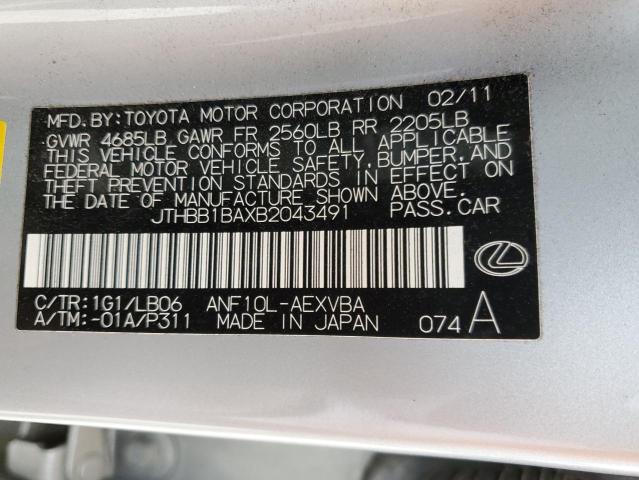 MFD. BY:TOYOTA MOTOR CORPORATION 02/11
GVWR 4685LB GAWR FR 2560LB RR 2205LB
THIS VEHICLE CONFORMS TO ALL APPLICABLE
FEDERAL MOTOR VEHICLE SAFETY, BUMPER, AND
THEFT PREVENTION STANDARDS IN EFFECT ON
THE DATE OF MANUFACTURE SHOWN ABOVE.
JTHBB1BAXB2043491 PASS.CAR
C/TR:1G1/LB06 ANF10L-AEXVBA
A/TM:-01A/P311 MADE IN JAPAN 074 A